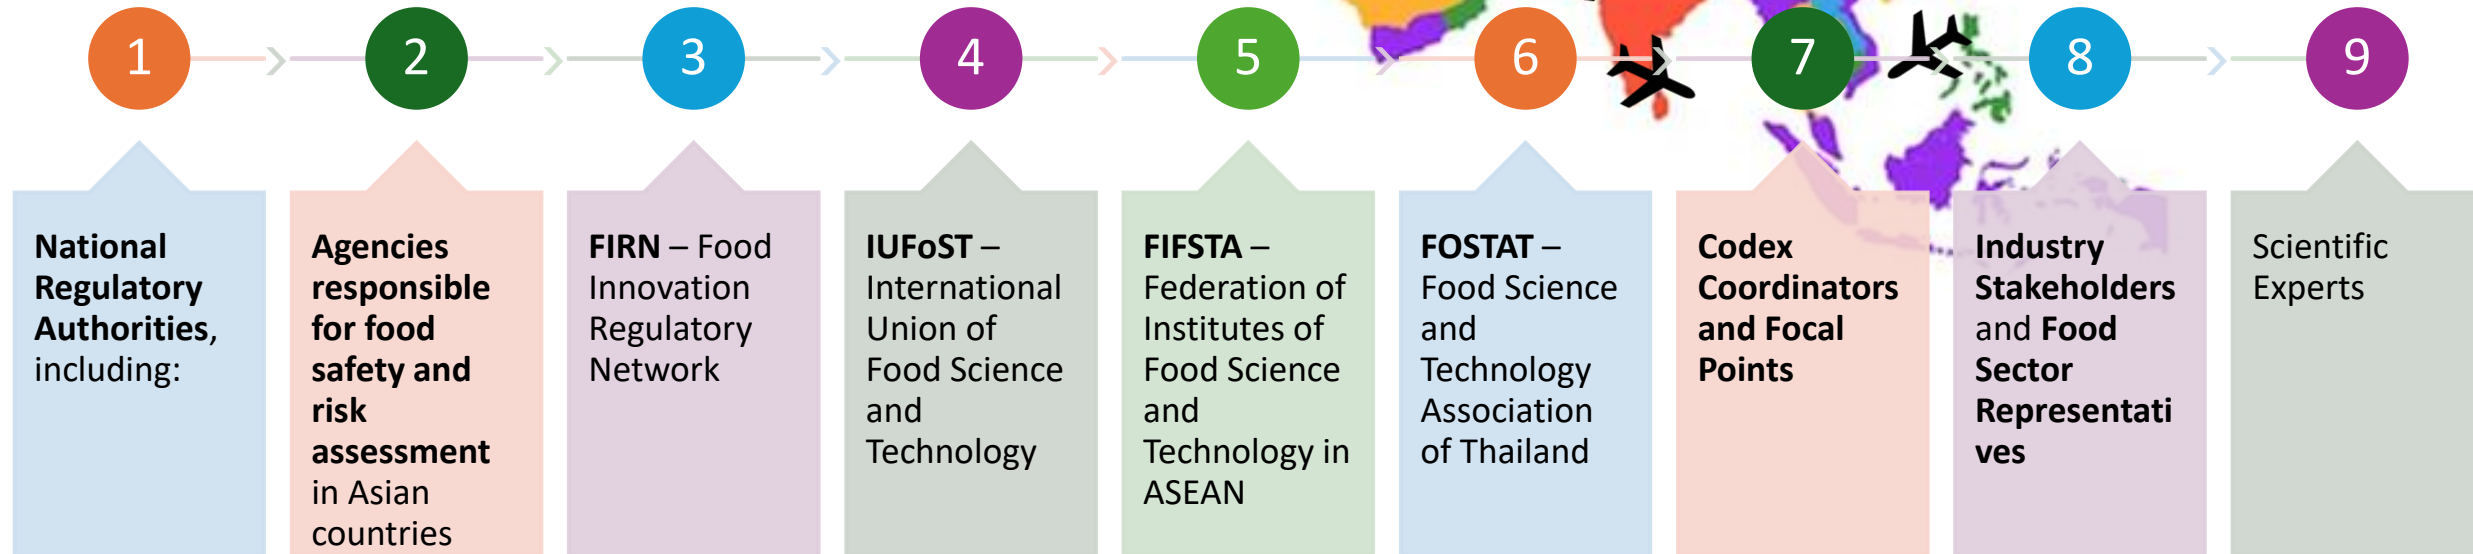 1
2
3
4
5
6
7
8
9
National
Regulatory
Authorities,
including:
Agencies
responsible
for food
safety and
risk
assessment
in Asian
countries
FIRN – Food
Innovation
Regulatory
Network
IUFoST –
International
Union of
Food Science
and
Technology
FIFSTA –
Federation of
Institutes of
Food Science
and
Technology in
ASEAN
FOSTAT –
Food Science
and
Technology
Association
of Thailand
Codex
Coordinators
and Focal
Points
Industry
Stakeholders
and Food
Sector
Representati
ves
Scientific
Experts